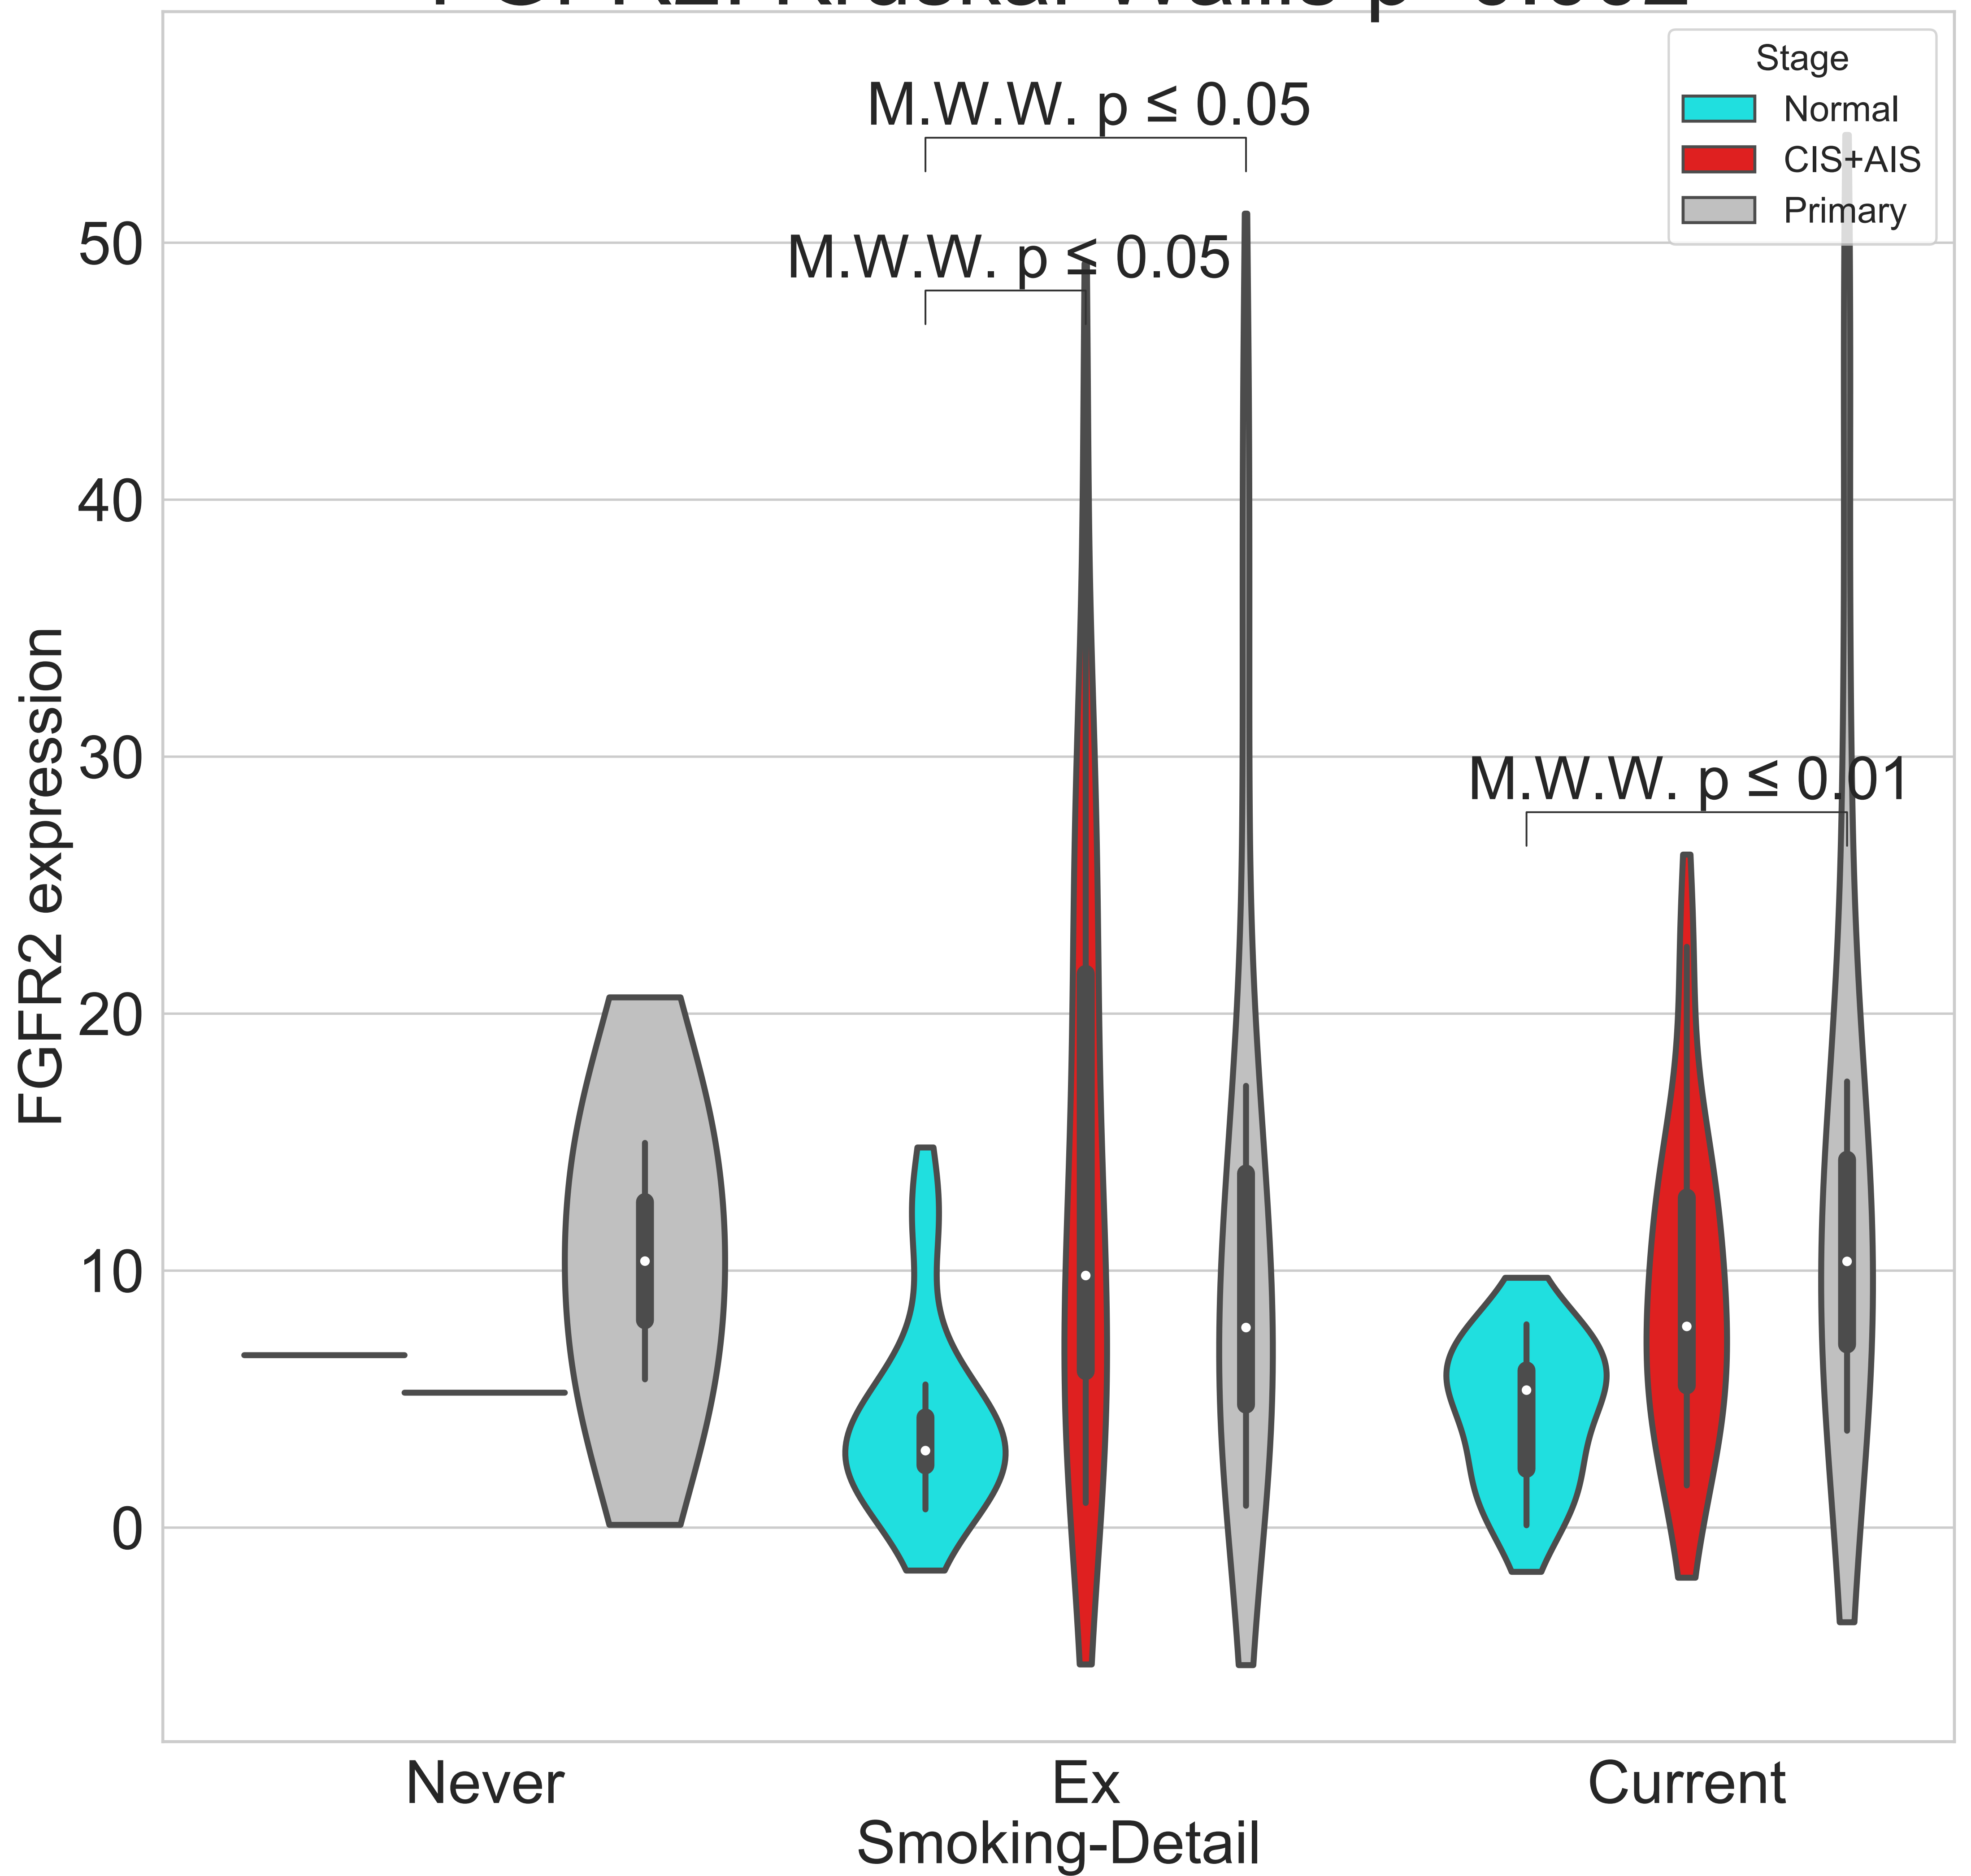 M.W.W. p ≤ 0.05
M.W.W. p ≤ 0.05
M.W.W. p ≤ 0.01
Stage
Normal
CIS+AIS
Primary
FGFR2 expression
50
40
30
20
10
0
Never
Ex
Current
Smoking-Detail